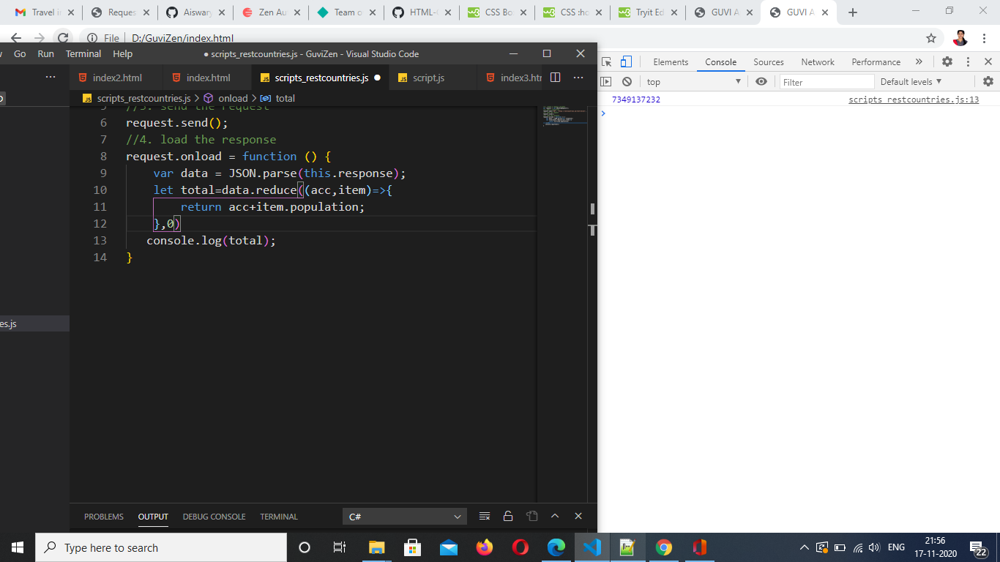 Travel i
Reques
Aiswary
Zen Au
Team o
HTML-
CSS Bo
CSS :ho
Tryit Ed
GUVI A
GUVI A
File | D:/GuviZen/index.html
Go Run Terminal Help
● scripts_restcountries.js - GuviZen - Visual Studio Code
index2.html
index.html
scripts_restcountries.js
script.js
index3.htr
scripts_restcountries.js > onload > total
5 //3. send the request
6 request.send();
7 //4. load the response
8 request.onload = function () {
9 var data = JSON.parse(this.response);
10 let total=data.reduce((acc,item)=>{
11 return acc+item.population;
12 },0)
13 console.log(total);
14 }
es.js
PROBLEMS OUTPUT DEBUG CONSOLE TERMINAL
C#
Elements Console Sources Network Performance »
top
Filter
Default levels
7349137232
scripts_restcountries.js:13
Type here to search
ENG
21:56
17-11-2020
22